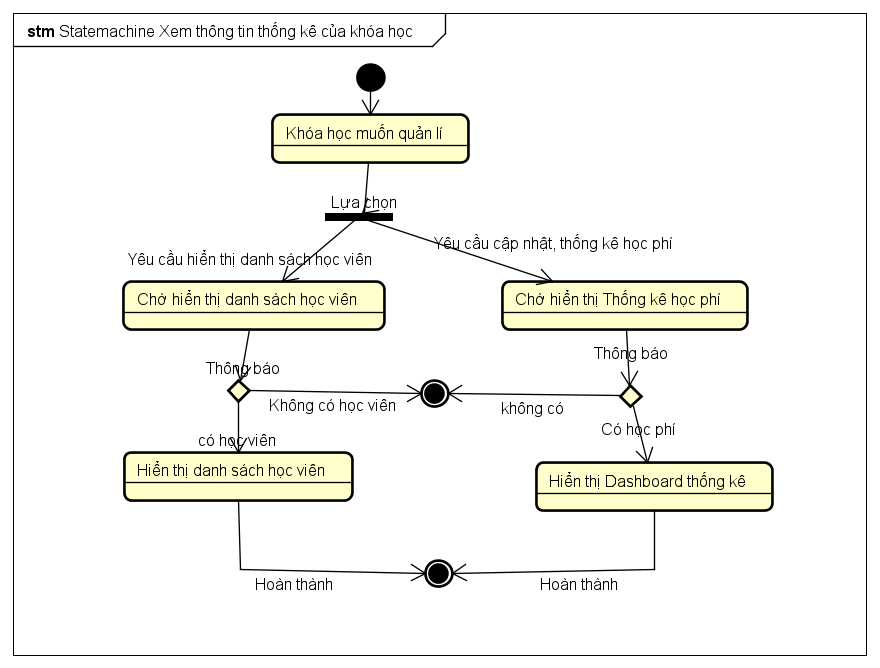 stm Statemachine Xem thông tin thống kê của khóa học
Khóa học muốn quản lí
Lựa chọn
Yêu cầu cập nhật, thống kê học phí
Yêu cầu hiển thị danh sách học viên
Chờ hiển thị danh sách học viên
Chờ hiển thị Thống kê học phí
Thông báo
Thông báo
Không có học viên
không có
Có học phí
có học viên
Hiển thị danh sách học viên
Hiển thị Dashboard thống kê
Hoàn thành
Hoàn thành